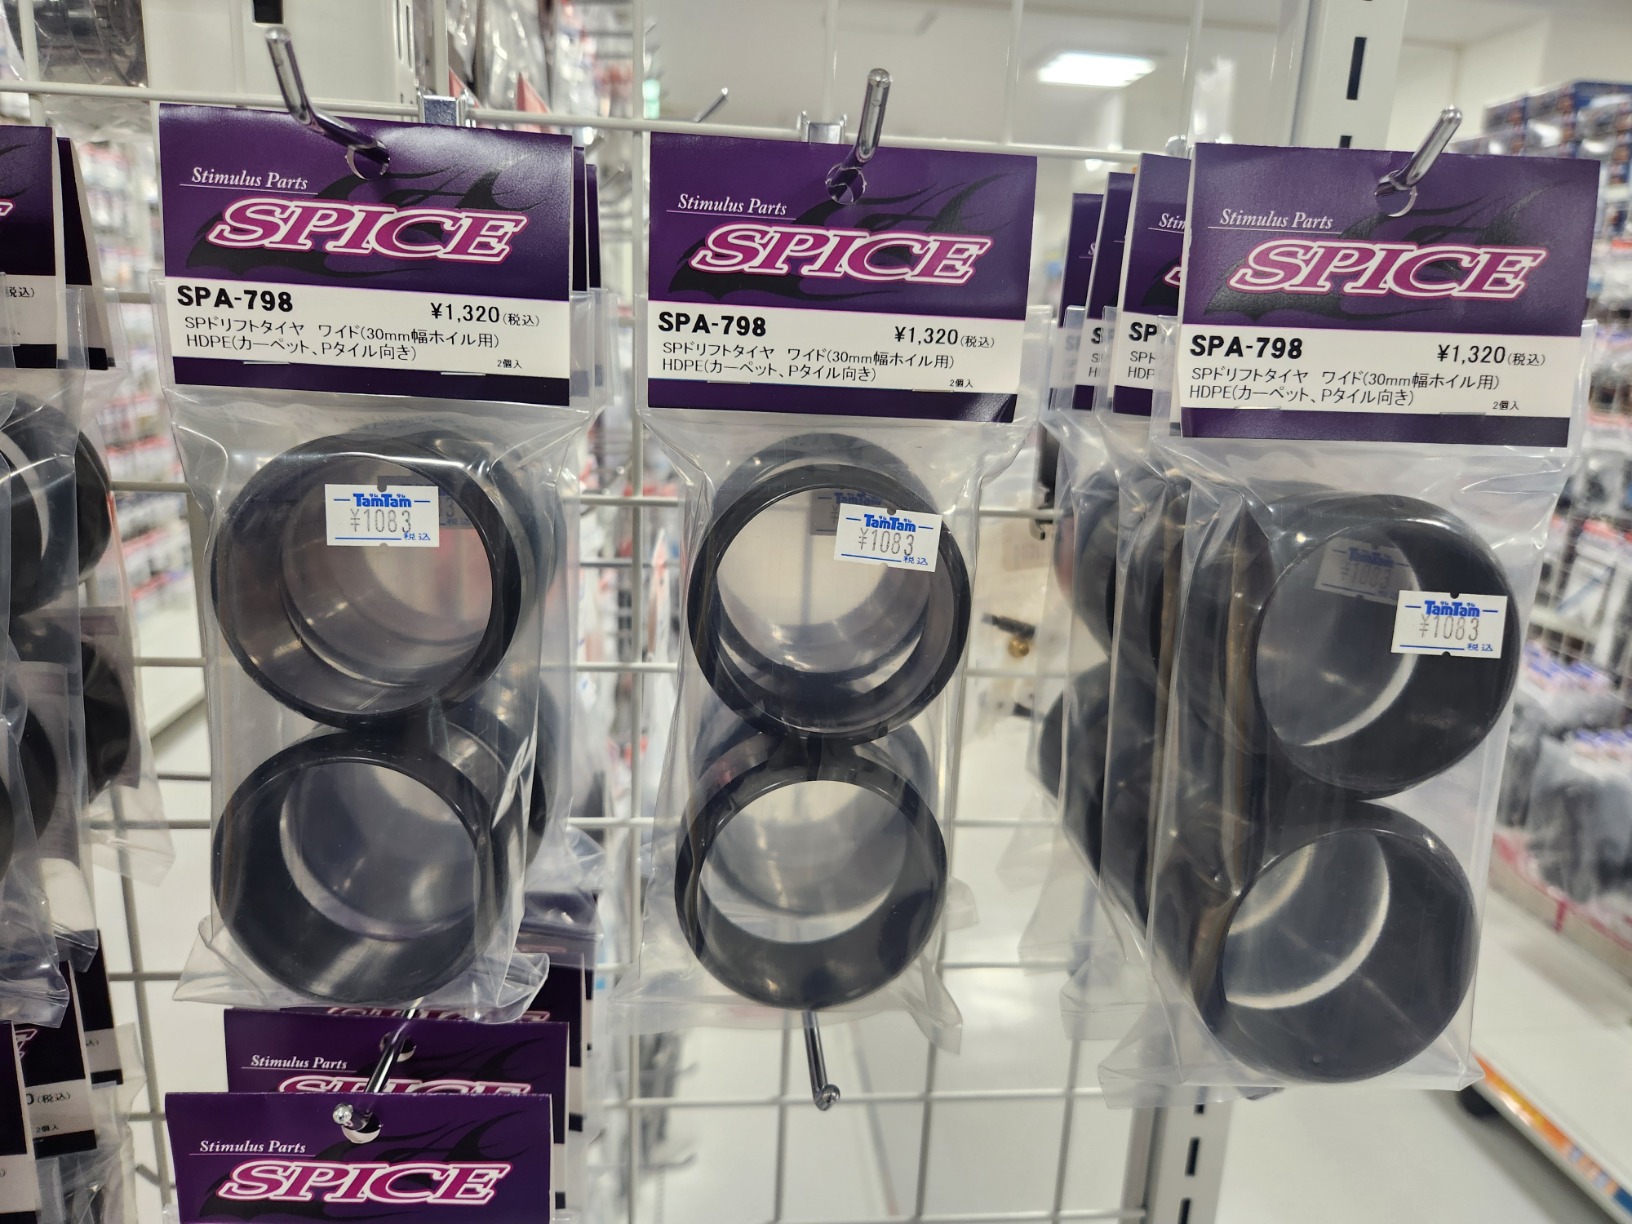 Stimulus Parts
SPICE
SPA-798 ¥1,320(税込)
SPドリフトタイヤ ワイド(30mm幅ホイル用)
HDPE(カーペット、Pタイル向き)
2個入
TamTam
¥1083
税込
Stimulus Parts
SPICE
SPA-798 ¥1,320(税込)
SPドリフトタイヤ ワイド(30mm幅ホイル用)
HDPE(カーペット、Pタイル向き)
2個入
TamTam
¥1083
税込
Stimulus Parts
SPICE
SPA-798 ¥1,320(税込)
SPドリフトタイヤ ワイド(30mm幅ホイル用)
HDPE(カーペット、Pタイル向き)
2個入
TamTam
¥1083
税込
Stimulus Parts
SPICE
Stimulus Parts
SPICE